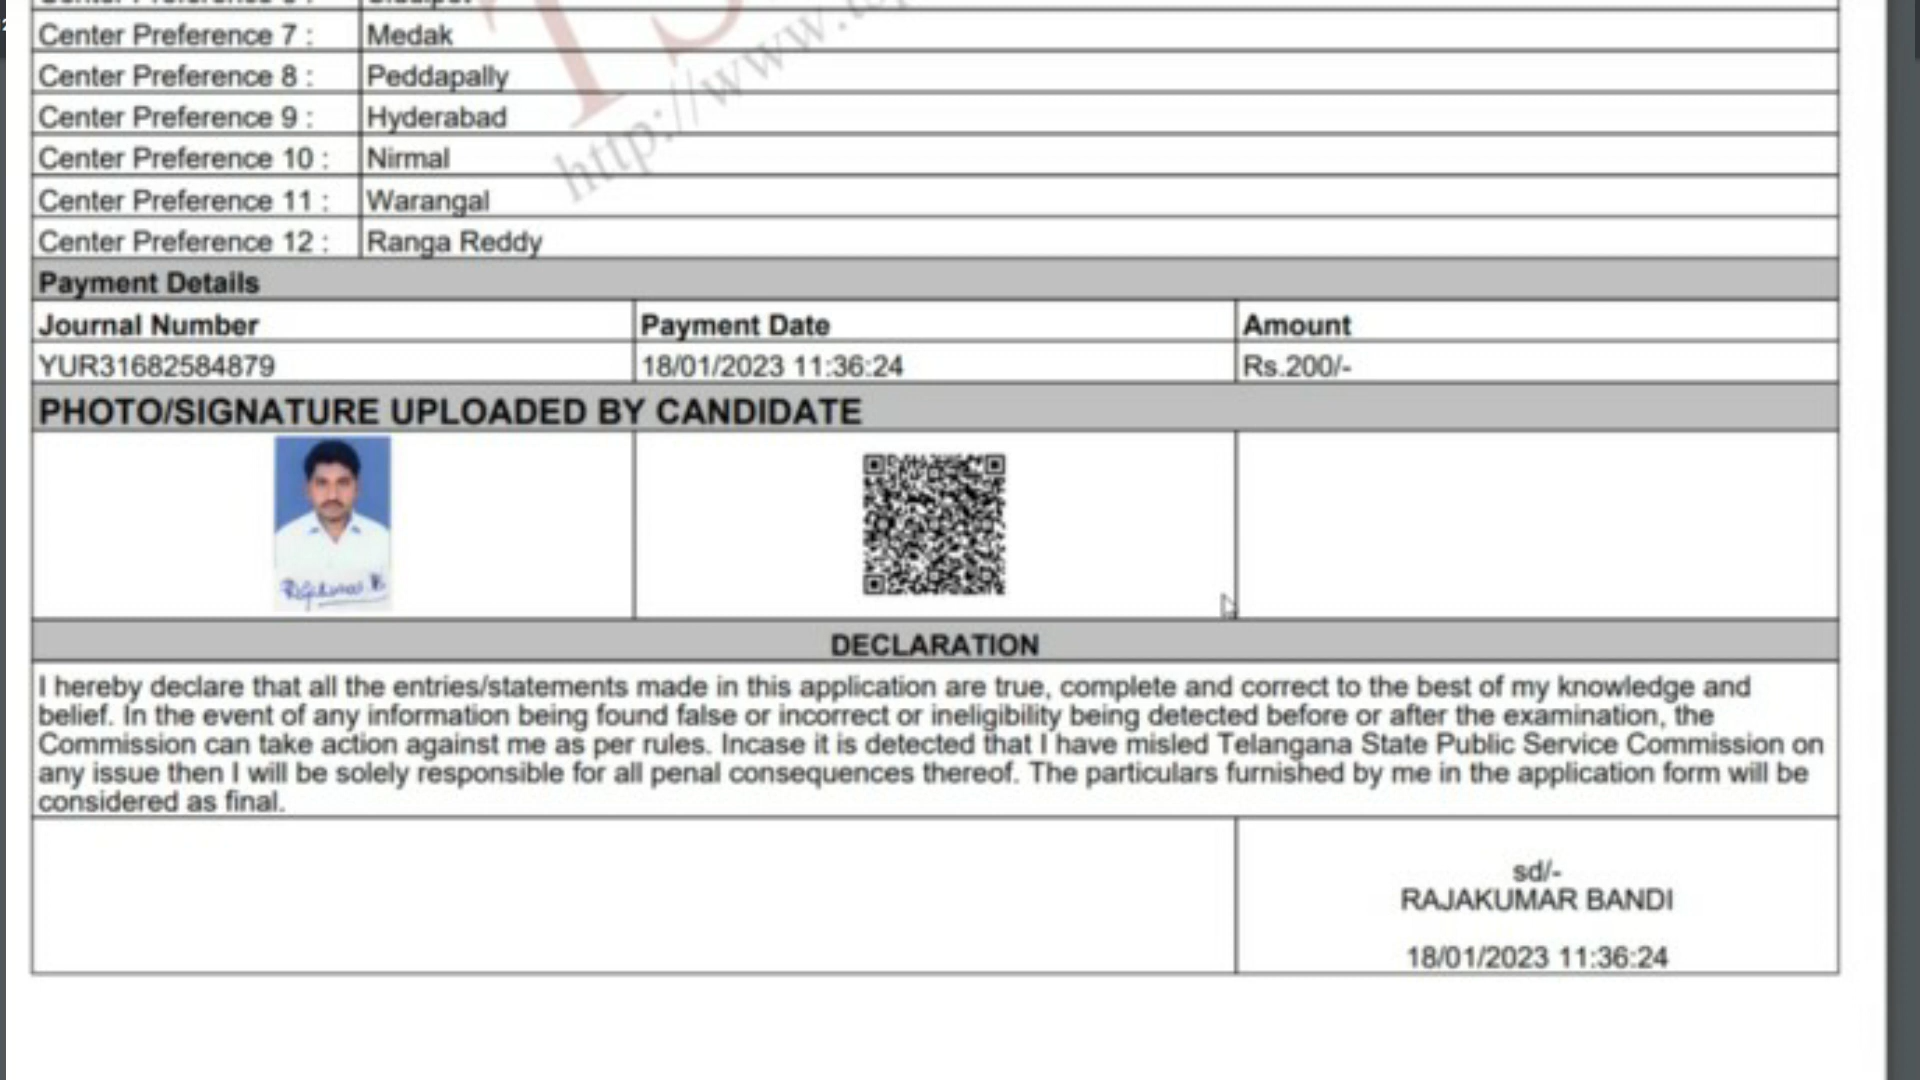 Center Preference 7 : Medak
Center Preference 8 : Peddapally
Center Preference 9 : Hyderabad
Center Preference 10 : Nirmal
Center Preference 11 : Warangal
Center Preference 12 : Ranga Reddy
Payment Details
Journal Number Payment Date Amount
YUR31682584879 18/01/2023 11:36:24 Rs.200/-
PHOTO/SIGNATURE UPLOADED BY CANDIDATE
DECLARATION
I hereby declare that all the entries/statements made in this application are true, complete and correct to the best of my knowledge and
belief. In the event of any information being found false or incorrect or ineligibility being detected before or after the examination, the
Commission can take action against me as per rules. Incase it is detected that I have misled Telangana State Public Service Commission on
any issue then I will be solely responsible for all penal consequences thereof. The particulars furnished by me in the application form will be
considered as final.
sd/-
RAJAKUMAR BANDI
18/01/2023 11:36:24
http://www.